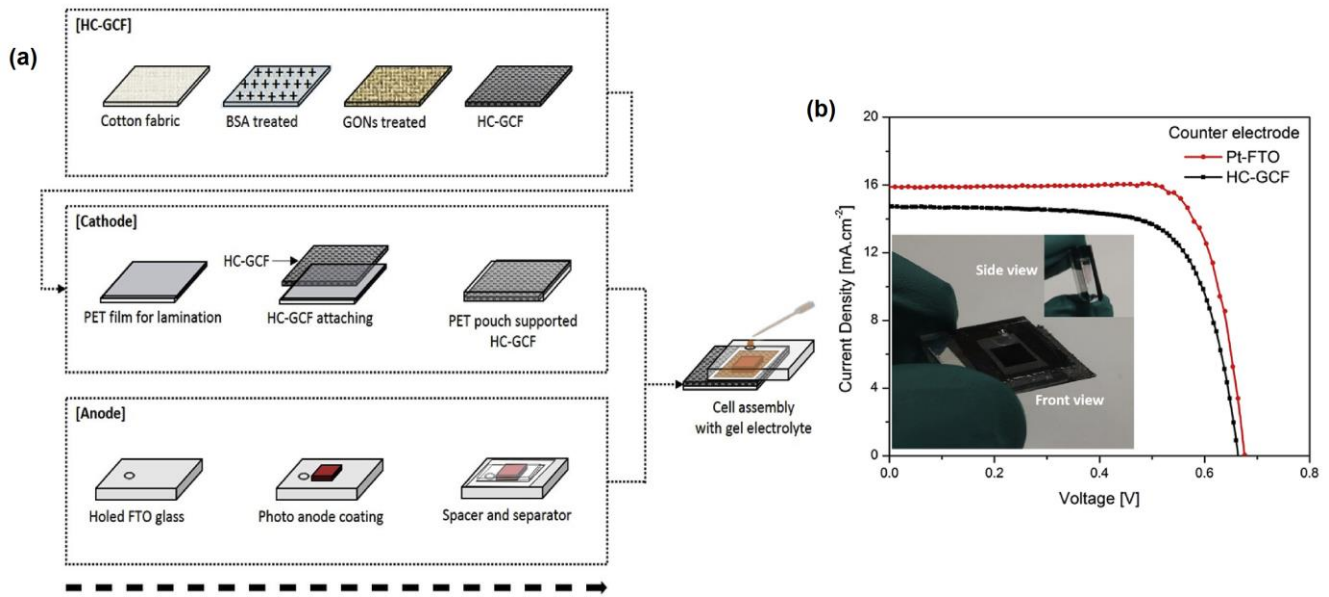 (a)
[HC-GCF]
Cotton fabric
BSA treated
GONs treated
HC-GCF
[Cathode]
HC-GCF
PET film for lamination
HC-GCF attaching
PET pouch supported
HC-GCF
[Anode]
Holed FTO glass
Photo anode coating
Spacer and separator
Cell assembly
with gel electrolyte
(b)
Counter electrode
Pt-FTO
HC-GCF
Side view
Front view
Current Density [mA.cm⁻²]
20
16
12
8
4
0
0.0
0.2
0.4
0.6
0.8
Voltage [V]